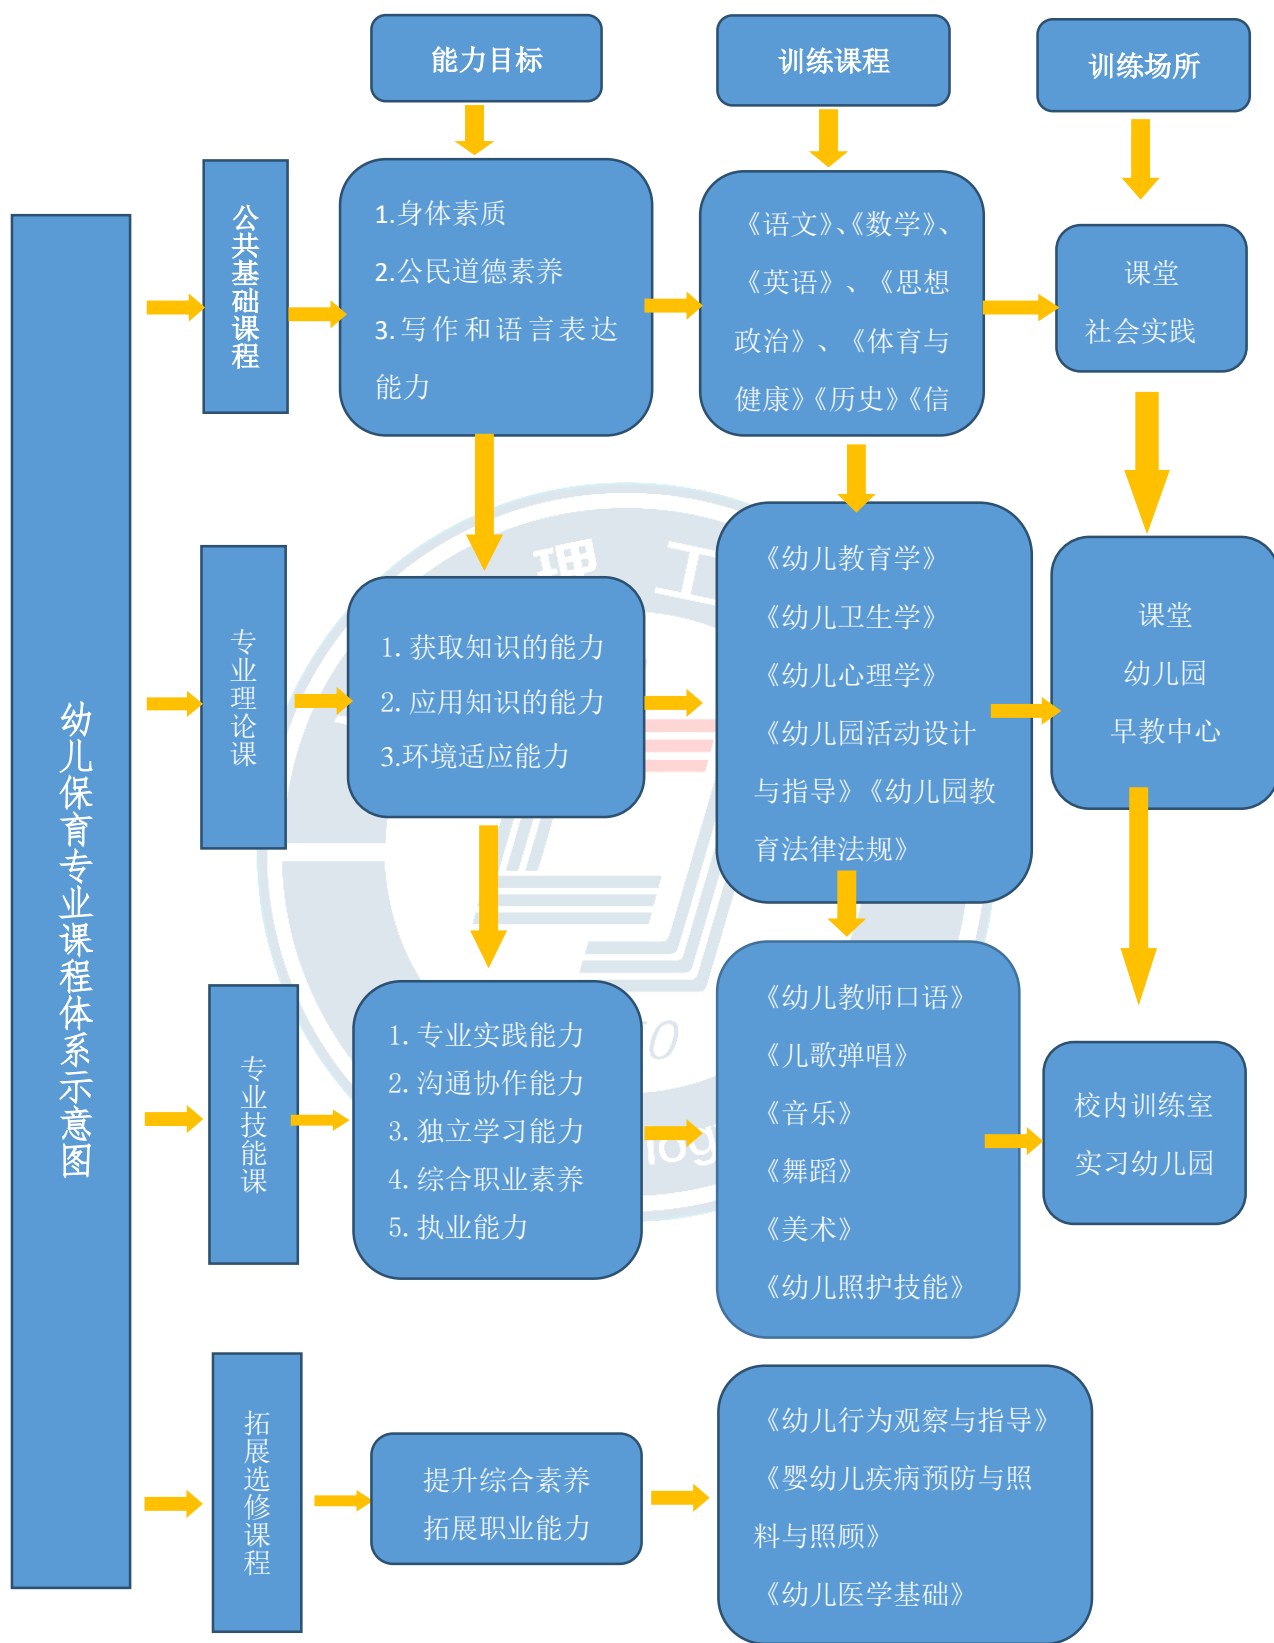 能力目标
训练课程
训练场所
幼儿保育专业课程体系示意图
公共基础课程
1.身体素质
2.公民道德素养
3.写作和语言表达
能力
《语文》、《数学》、
《英语》、《思想
政治》、《体育与
健康》《历史》《信
课堂
社会实践
专业理论课
1. 获取知识的能力
2. 应用知识的能力
3.环境适应能力
《幼儿教育学》
《幼儿卫生学》
《幼儿心理学》
《幼儿园活动设计
与指导》《幼儿园教
育法律法规》
课堂
幼儿园
早教中心
专业技能课
1. 专业实践能力
2. 沟通协作能力
3. 独立学习能力
4. 综合职业素养
5. 执业能力
《幼儿教师口语》
《儿歌弹唱》
《音乐》
《舞蹈》
《美术》
《幼儿照护技能》
校内训练室
实习幼儿园
拓展选修课程
提升综合素养
拓展职业能力
《幼儿行为观察与指导》
《婴幼儿疾病预防与照
料与照顾》
《幼儿医学基础》
理 工